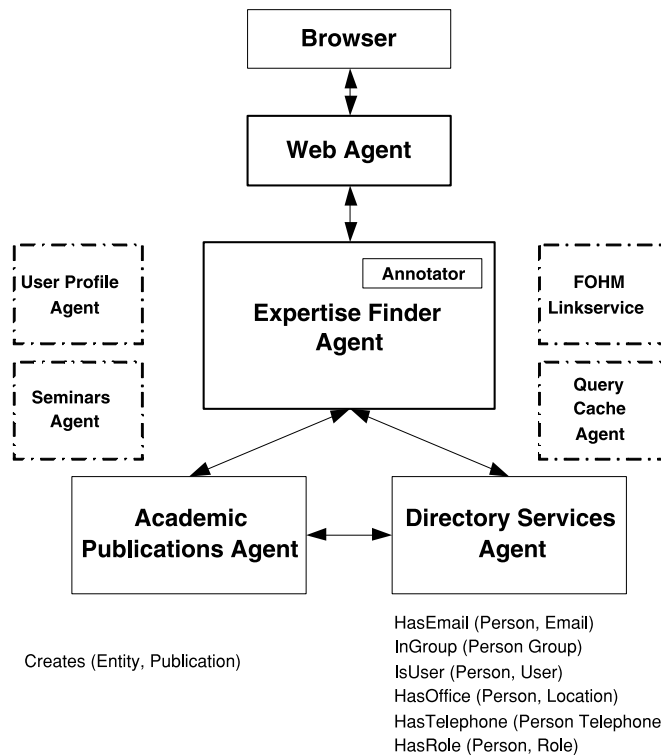 Browser
Web Agent
Annotator
Expertise Finder
Agent
User Profile
Agent
Seminars
Agent
FOHM
Linkservice
Query
Cache
Agent
Academic
Publications Agent
Directory Services
Agent
Creates (Entity, Publication)
HasEmail (Person, Email)
InGroup (Person Group)
IsUser (Person, User)
HasOffice (Person, Location)
HasTelephone (Person Telephone
HasRole (Person, Role)